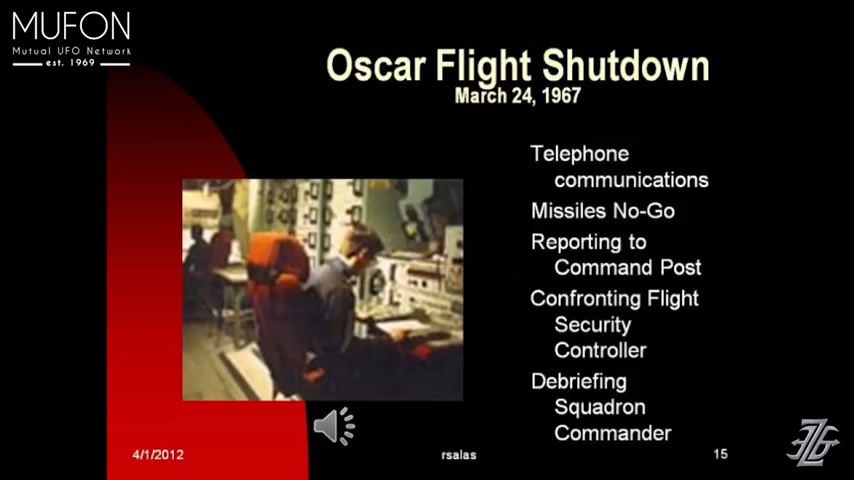 MUFON
Mutual UFO Network
est. 1969
Oscar Flight Shutdown
March 24, 1967
Telephone
communications
Missiles No-Go
Reporting to
Command Post
Confronting Flight
Security
Controller
Debriefing
Squadron
Commander
4/1/2012
rsalas
15